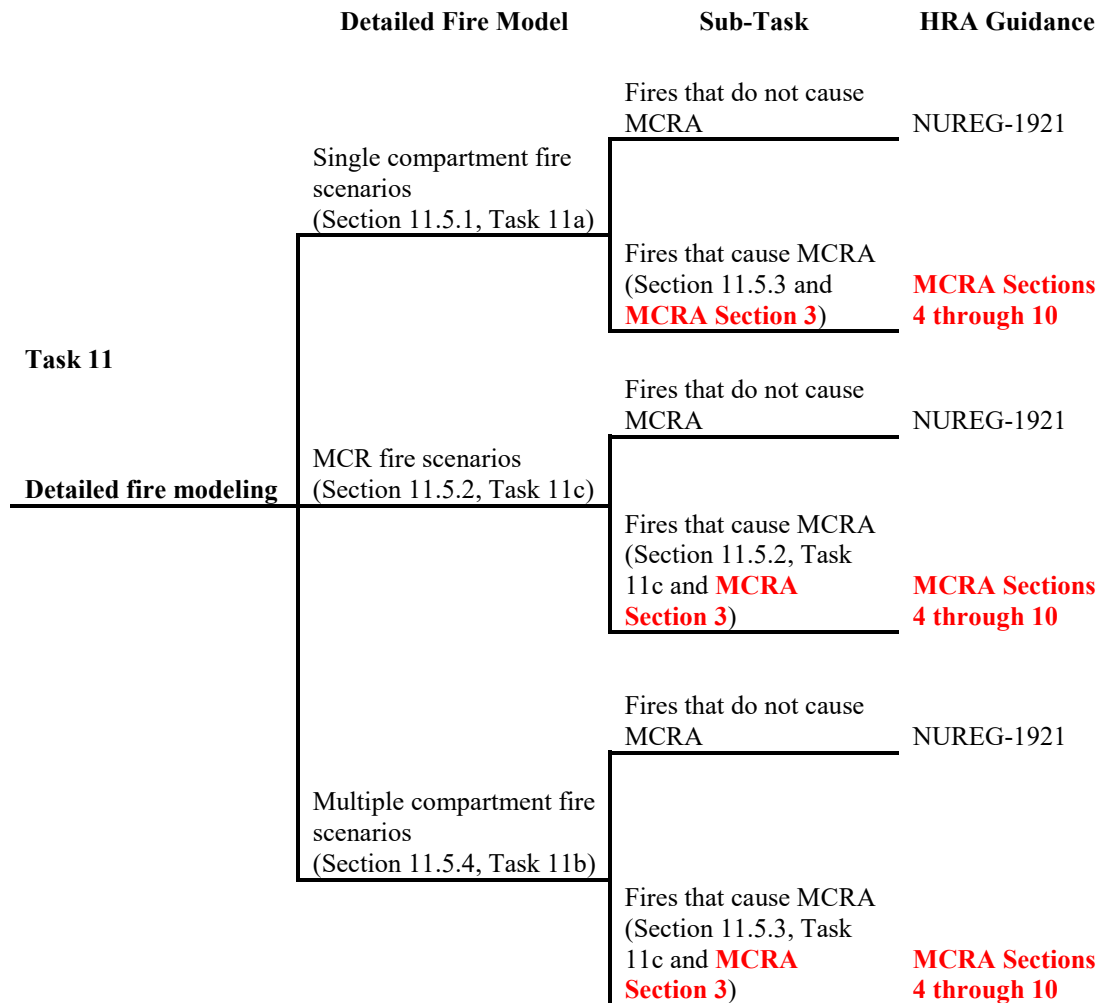 Detailed Fire Model Sub-Task HRA Guidance
Fires that do not cause
MCRA NUREG-1921
Single compartment fire
scenarios
(Section 11.5.1, Task 11a)
Fires that cause MCRA
(Section 11.5.3 and
MCRA Section 3)
MCRA Sections
4 through 10
Task 11
Detailed fire modeling
Fires that do not cause
MCRA NUREG-1921
MCR fire scenarios
(Section 11.5.2, Task 11c)
Fires that cause MCRA
(Section 11.5.2, Task
11c and MCRA
Section 3)
MCRA Sections
4 through 10
Fires that do not cause
MCRA NUREG-1921
Multiple compartment fire
scenarios
(Section 11.5.4, Task 11b)
Fires that cause MCRA
(Section 11.5.3, Task
11c and MCRA
Section 3)
MCRA Sections
4 through 10